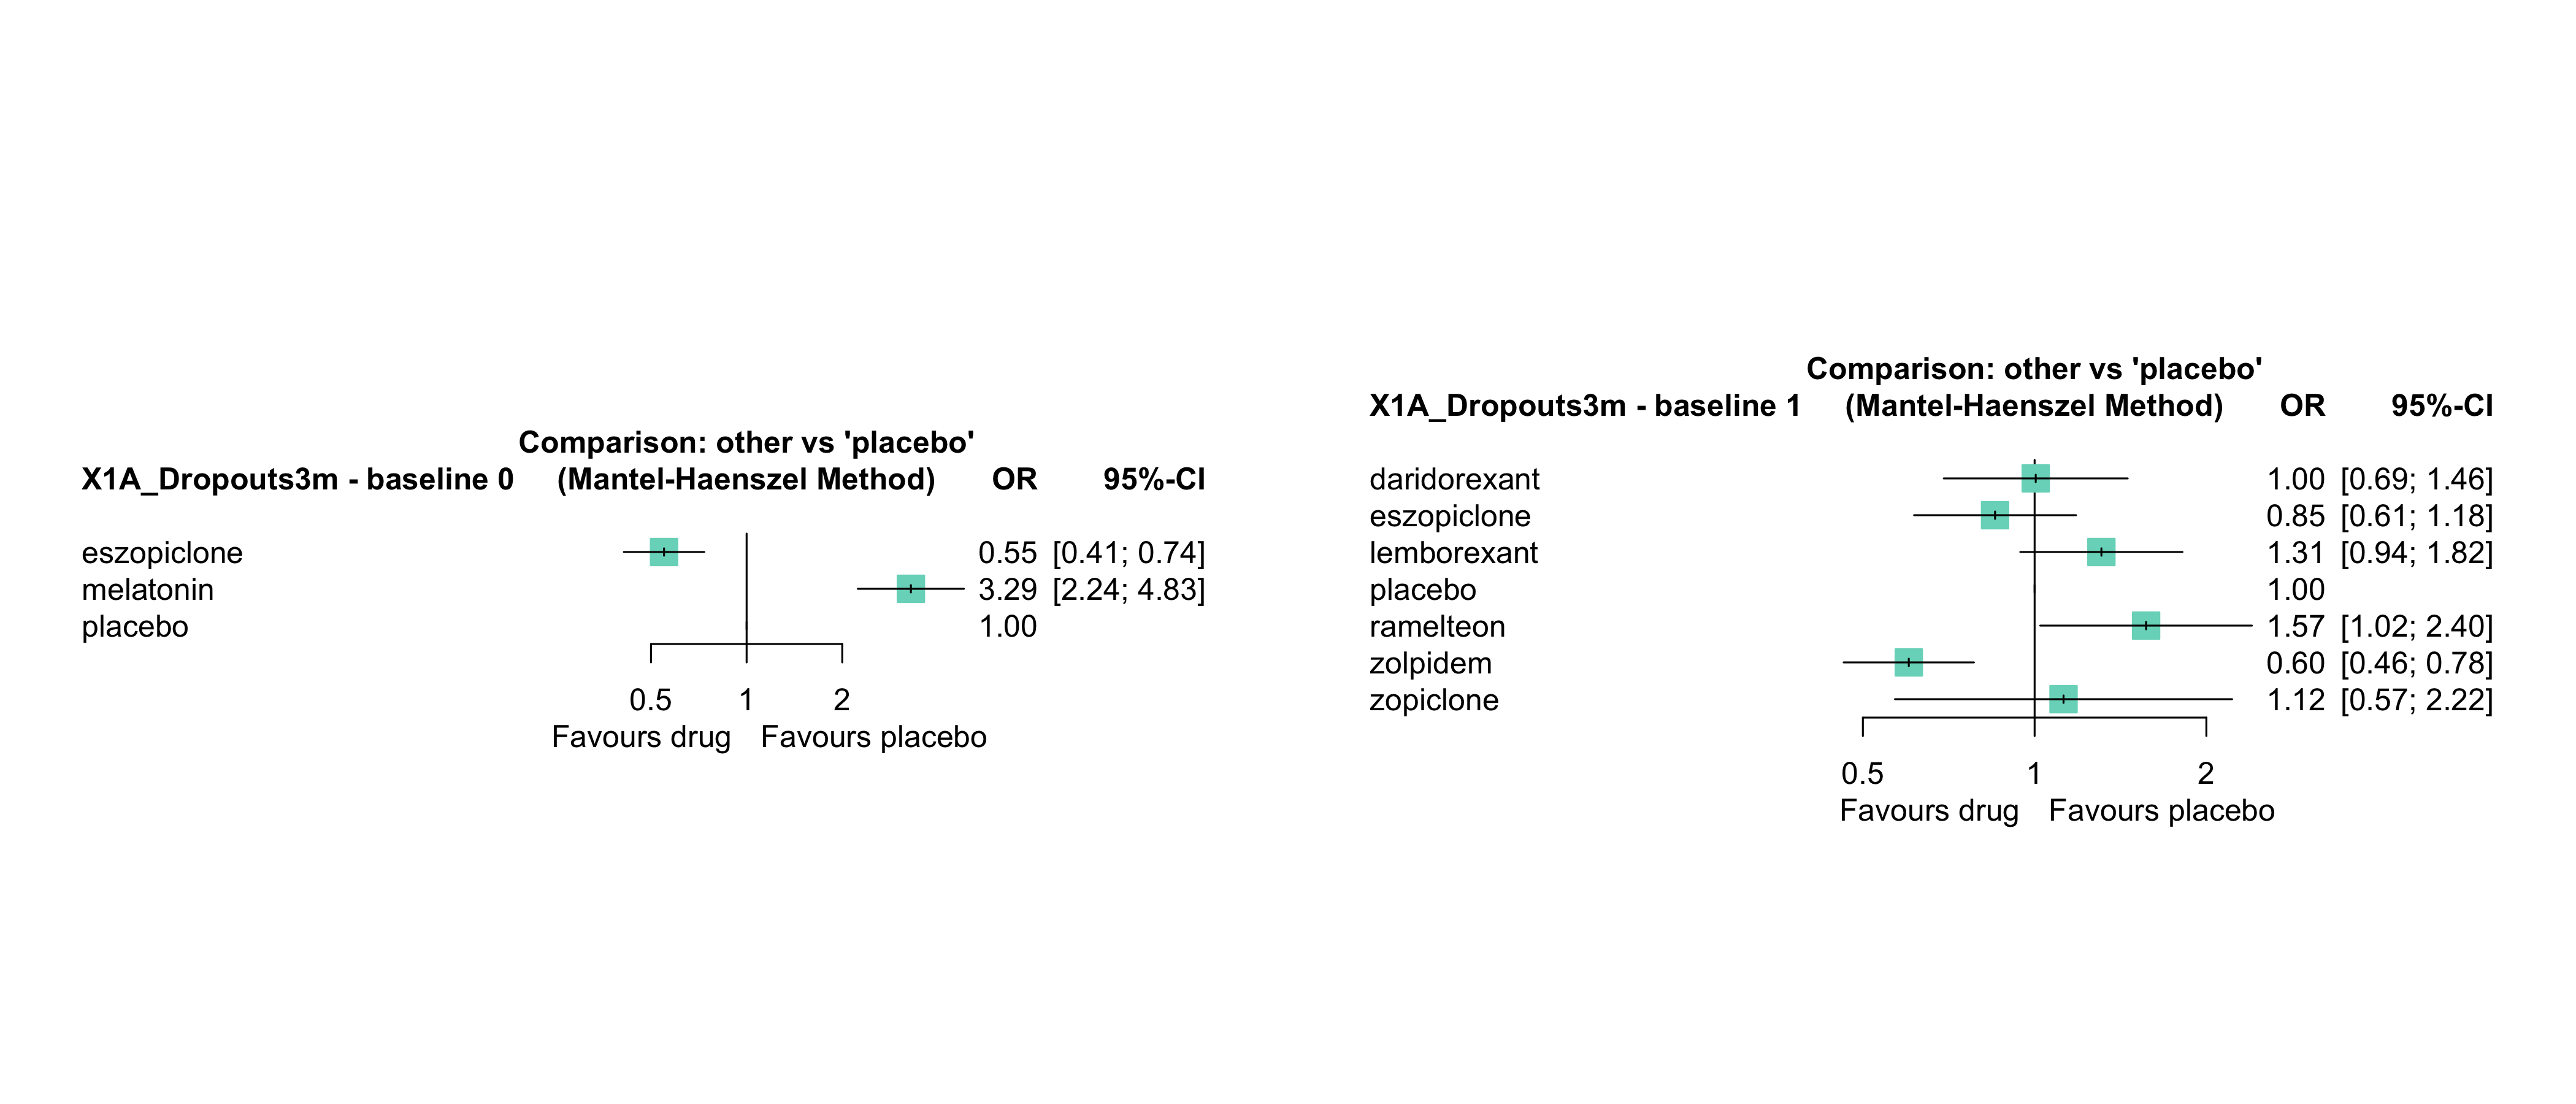 Comparison: other vs 'placebo'
X1A_Dropouts3m - baseline 0 (Mantel-Haenszel Method) OR 95%-CI
eszopiclone 0.55 [0.41; 0.74]
melatonin 3.29 [2.24; 4.83]
placebo 1.00
0.5 1 2
Favours drug Favours placebo
Comparison: other vs 'placebo'
X1A_Dropouts3m - baseline 1 (Mantel-Haenszel Method) OR 95%-CI
daridorexant 1.00 [0.69; 1.46]
eszopiclone 0.85 [0.61; 1.18]
lemborexant 1.31 [0.94; 1.82]
placebo 1.00
ramelteon 1.57 [1.02; 2.40]
zolpidem 0.60 [0.46; 0.78]
zopiclone 1.12 [0.57; 2.22]
0.5 1 2
Favours drug Favours placebo